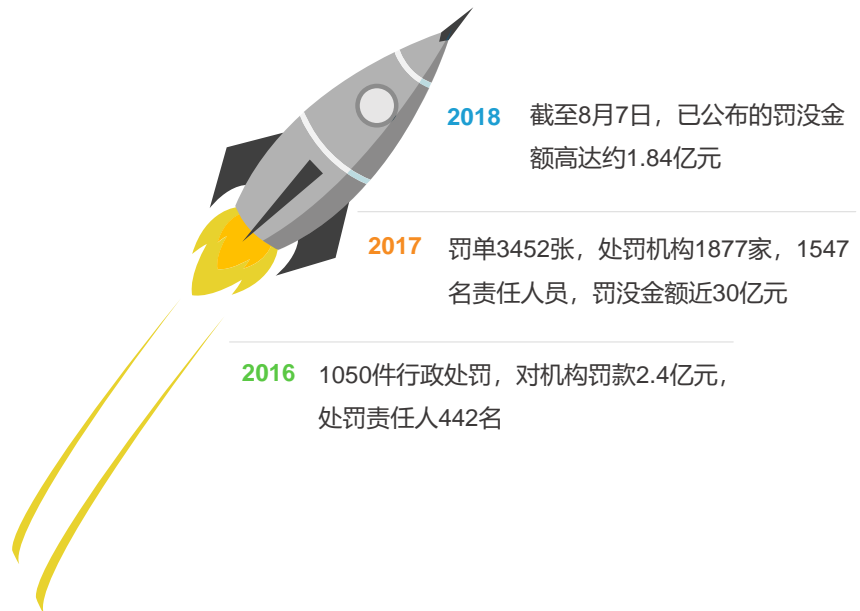 2018 截至8月7日，已公布的罚没金
额高达约1.84亿元
2017 罚单3452张，处罚机构1877家，1547
名责任人员，罚没金额近30亿元
2016 1050件行政处罚，对机构罚款2.4亿元，
处罚责任人442名